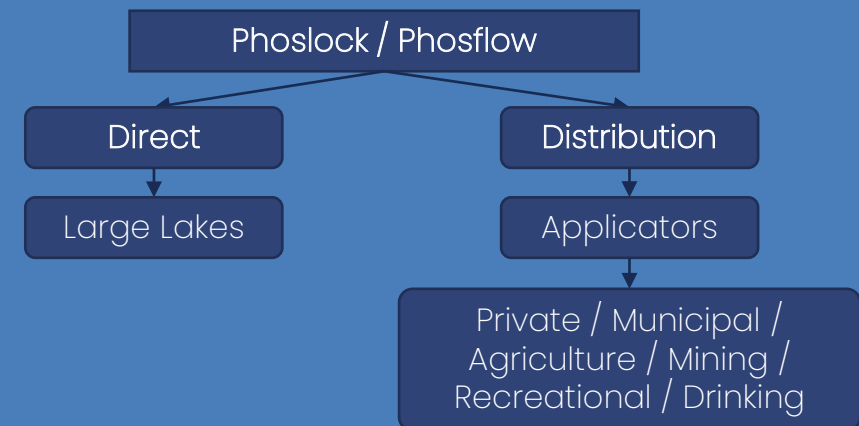 Phoslock / Phosflow
Direct
Distribution
Large Lakes
Applicators
Private / Municipal /
Agriculture / Mining /
Recreational / Drinking